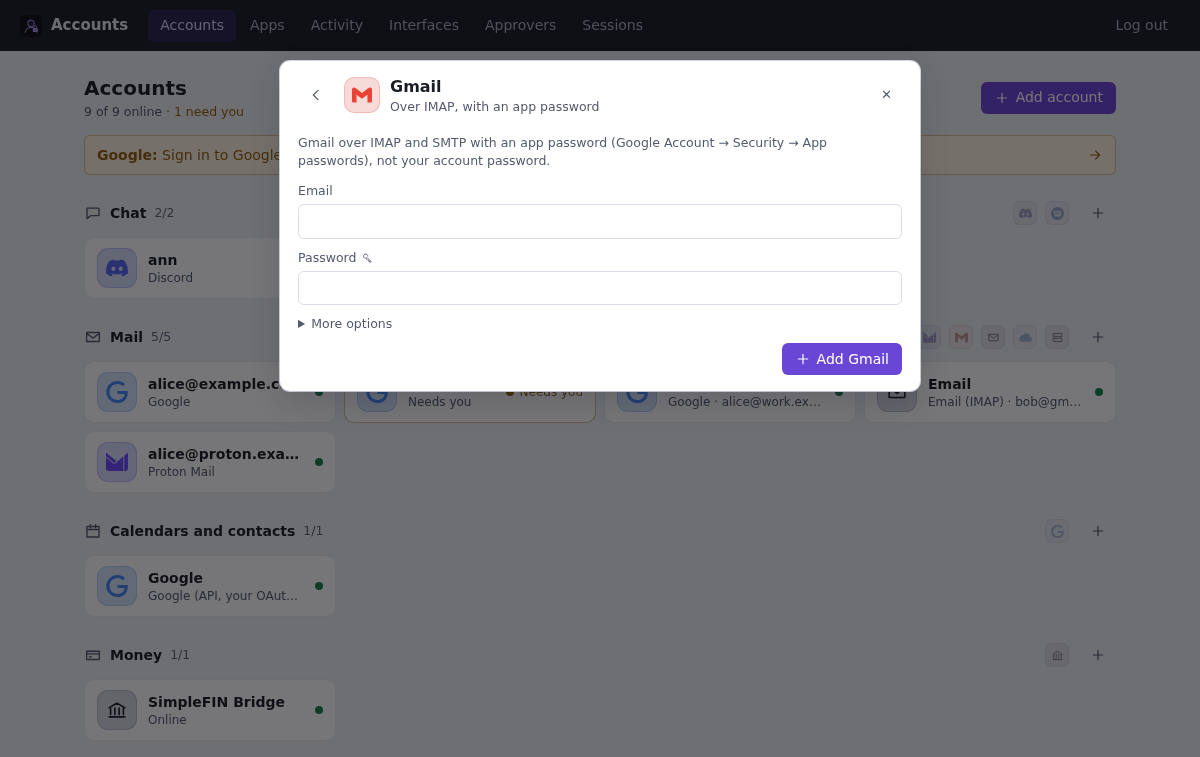 Accounts
Accounts
Apps
Activity
Interfaces
Approvers
Sessions
Log out
Accounts
9 of 9 online · 1 need you
Add account
Google: Sign in to Google
Gmail
Over IMAP, with an app password
Gmail over IMAP and SMTP with an app password (Google Account → Security → App
passwords), not your account password.
Email
Password
More options
Add Gmail
Chat 2/2
ann
Discord
Mail 5/5
alice@example.c
Google
Needs you
Needs you
Google · alice@work.ex…
Email
Email (IMAP) · bob@gm…
alice@proton.exa…
Proton Mail
Calendars and contacts 1/1
Google
Google (API, your OAut…
Money 1/1
SimpleFIN Bridge
Online